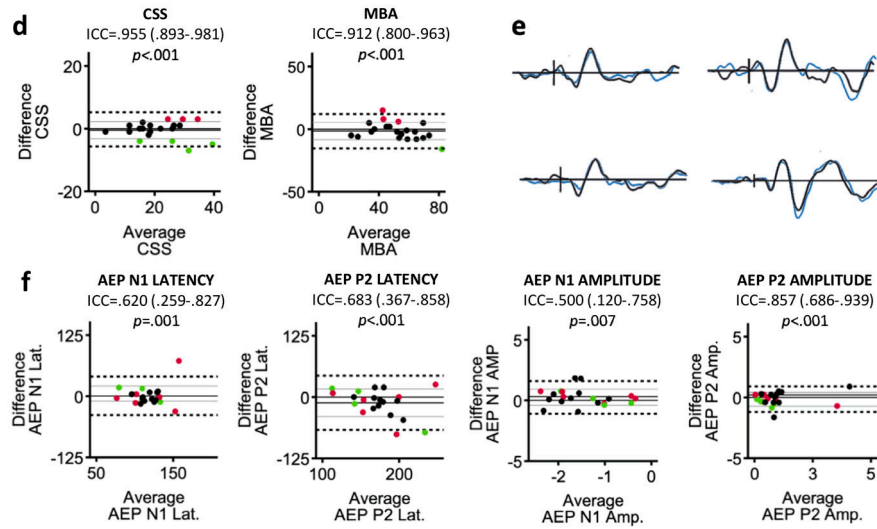 d
CSS
ICC=.955 (.893-.981)
p<.001
20
0
-20
Difference
CSS
0
20
40
Average
CSS
MBA
ICC=.912 (.800-.963)
p<.001
50
0
-50
Difference
MBA
0
40
80
Average
MBA
e
f
AEP N1 LATENCY
ICC=.620 (.259-.827)
p=.001
125
0
-125
Difference
AEP N1 Lat.
50
150
Average
AEP N1 Lat.
AEP P2 LATENCY
ICC=.683 (.367-.858)
p<.001
125
0
-125
Difference
AEP P2 Lat.
100
200
Average
AEP P2 Lat.
AEP N1 AMPLITUDE
ICC=.500 (.120-.758)
p=.007
5
0
-5
Difference
AEP N1 AMP
-2
-1
0
Average
AEP N1 Amp.
AEP P2 AMPLITUDE
ICC=.857 (.686-.939)
p<.001
5
0
-5
Difference
AEP P2 Amp.
0
3
5
Average
AEP P2 Amp.